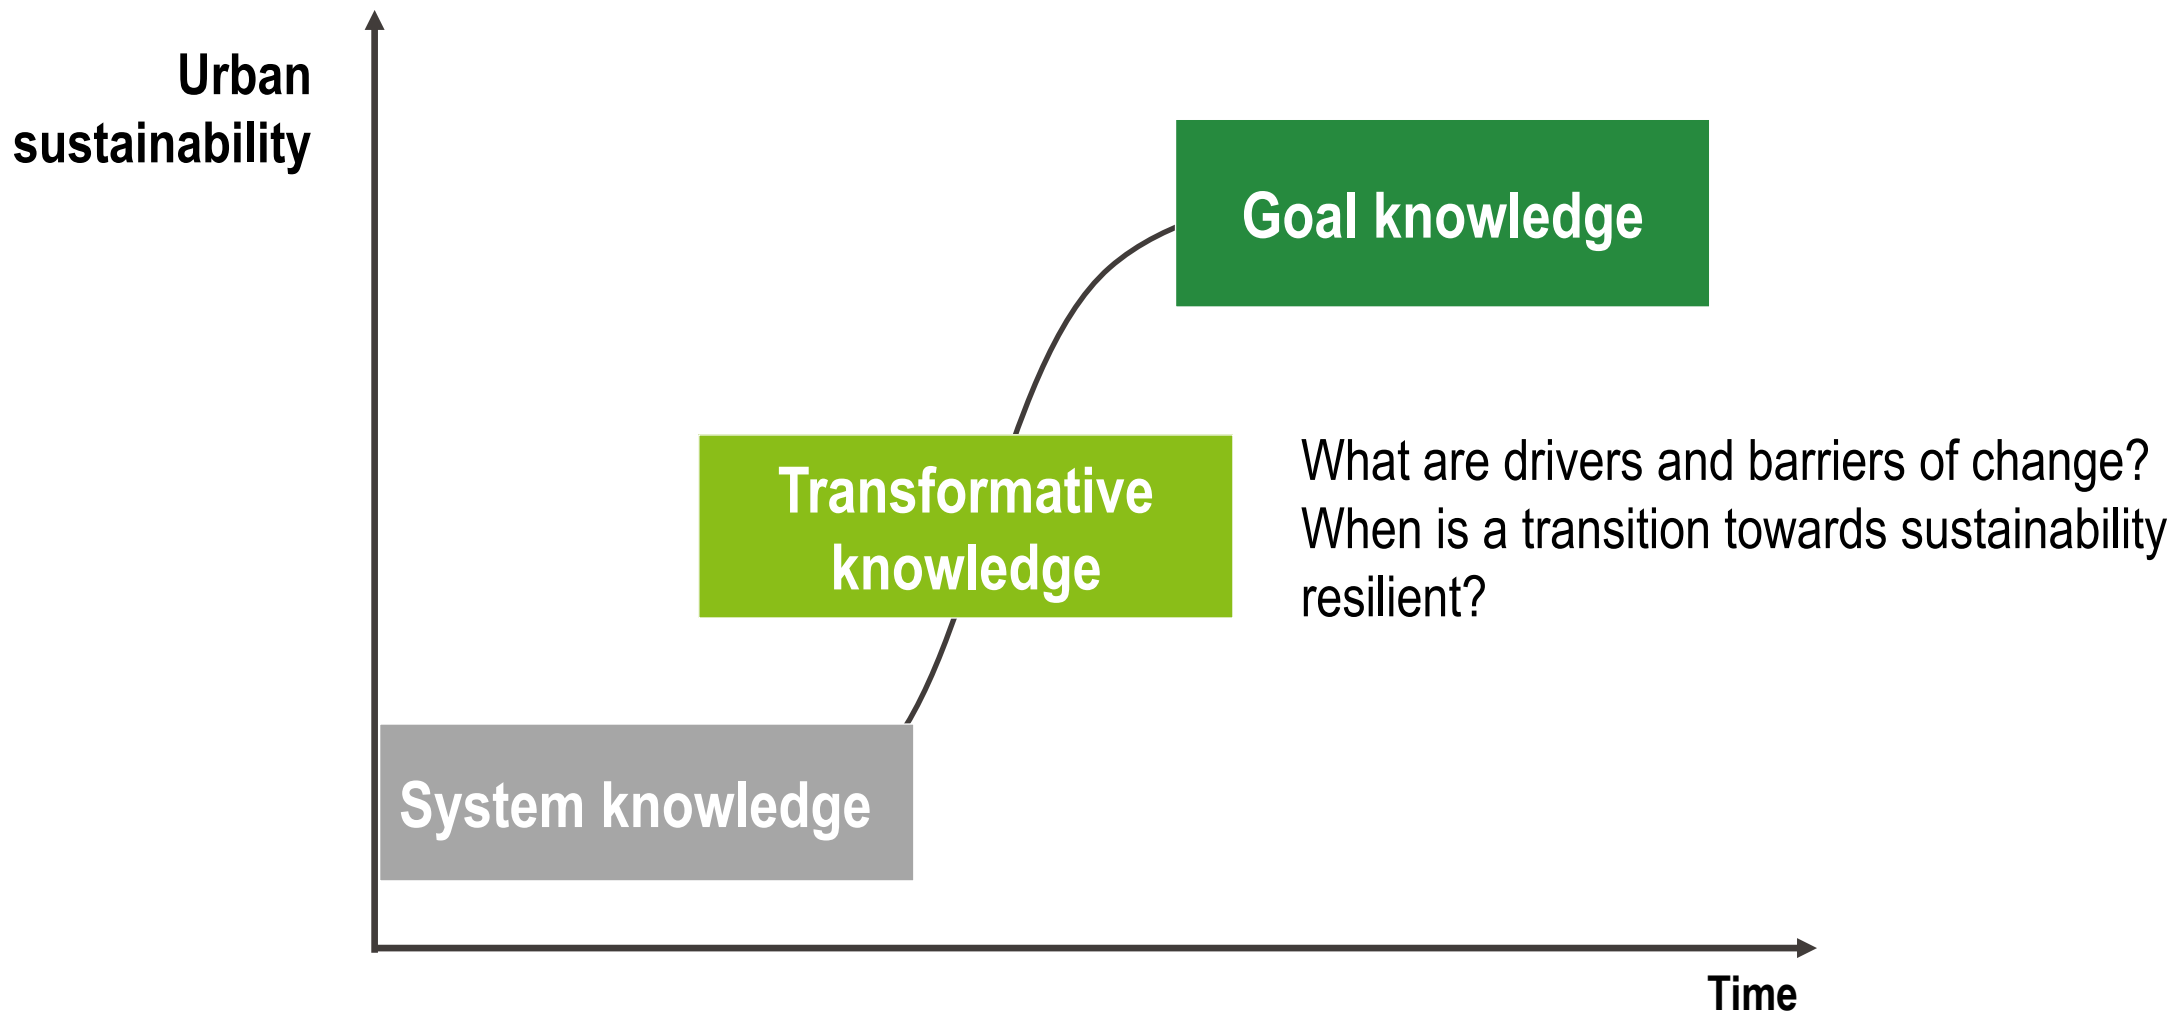 Urban
sustainability
Goal knowledge
Transformative
knowledge
What are drivers and barriers of change?
When is a transition towards sustainability
resilient?
System knowledge
Time